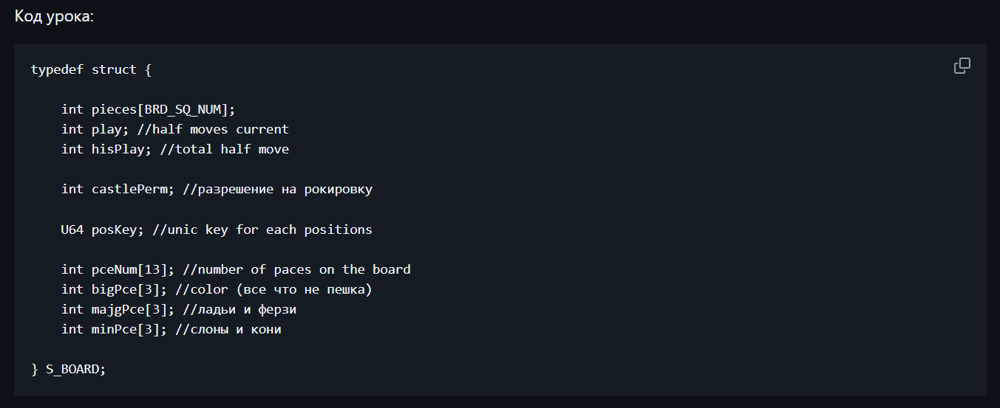 Код урока:
typedef struct {
int pieces[BRD_SQ_NUM];
int play; //half moves current
int hisPlay; //total half move
int castlePerm; //разрешение на рокировку
U64 posKey; //unic key for each positions
int pceNum[13]; //number of paces on the board
int bigPce[3]; //color (все что не пешка)
int majgPce[3]; //ладьи и ферзи
int minPce[3]; //слоны и кони
} S_BOARD;